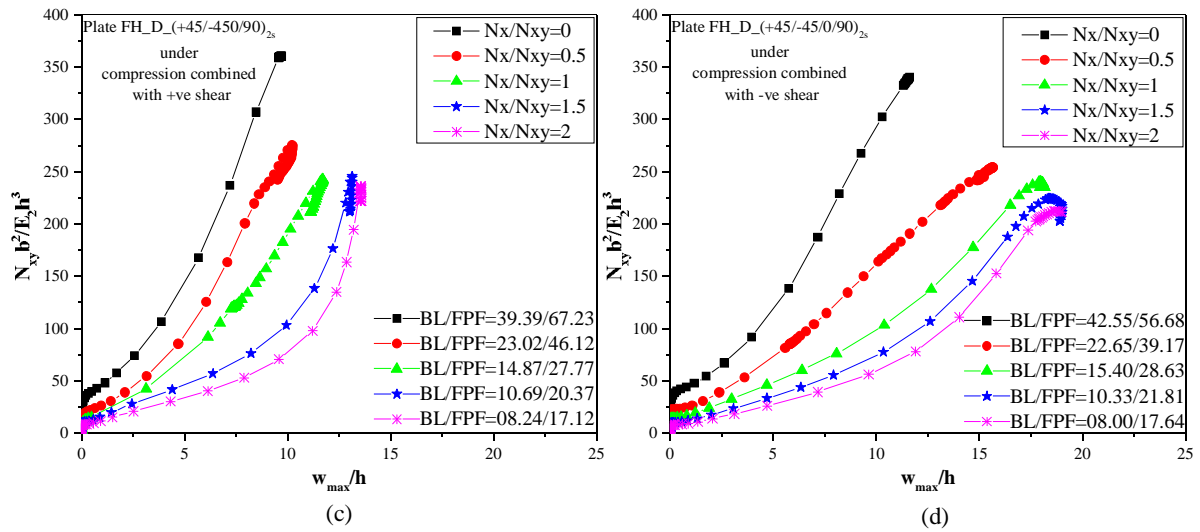 Plate FH_D_(+45/-450/90)2s
under
compression combined
with +ve shear
Nx/Nxy=0
Nx/Nxy=0.5
Nx/Nxy=1
Nx/Nxy=1.5
Nx/Nxy=2
400
350
300
250
200
150
100
50
0
N_xy b²/E₂h³
BL/FPF=39.39/67.23
BL/FPF=23.02/46.12
BL/FPF=14.87/27.77
BL/FPF=10.69/20.37
BL/FPF=08.24/17.12
0 5 10 15 20 25
w_max/h
(c)
Plate FH_D_(+45/-45/0/90)2s
under
compression combined
with -ve shear
Nx/Nxy=0
Nx/Nxy=0.5
Nx/Nxy=1
Nx/Nxy=1.5
Nx/Nxy=2
400
350
300
250
200
150
100
50
0
N_xy b²/E₂h³
BL/FPF=42.55/56.68
BL/FPF=22.65/39.17
BL/FPF=15.40/28.63
BL/FPF=10.33/21.81
BL/FPF=08.00/17.64
0 5 10 15 20 25
w_max/h
(d)